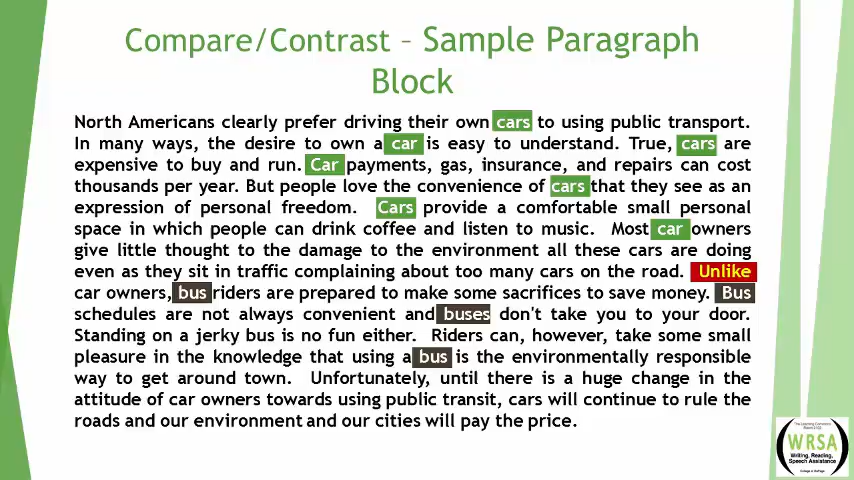 Compare/Contrast – Sample Paragraph
Block
North Americans clearly prefer driving their own cars to using public transport.
In many ways, the desire to own a car is easy to understand. True, cars are
expensive to buy and run. Car payments, gas, insurance, and repairs can cost
thousands per year. But people love the convenience of cars that they see as an
expression of personal freedom. Cars provide a comfortable small personal
space in which people can drink coffee and listen to music. Most car owners
give little thought to the damage to the environment all these cars are doing
even as they sit in traffic complaining about too many cars on the road. Unlike
car owners, bus riders are prepared to make some sacrifices to save money. Bus
schedules are not always convenient and buses don't take you to your door.
Standing on a jerky bus is no fun either. Riders can, however, take some small
pleasure in the knowledge that using a bus is the environmentally responsible
way to get around town. Unfortunately, until there is a huge change in the
attitude of car owners towards using public transit, cars will continue to rule the
roads and our environment and our cities will pay the price.
WRSA
Writing, Reading,
Speech Assistance